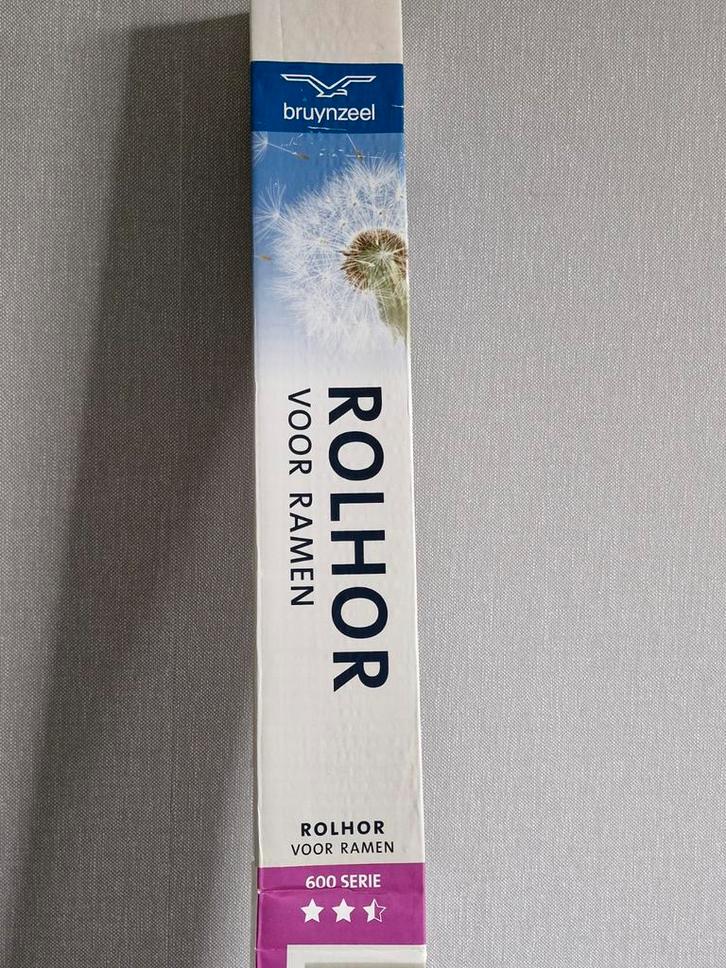 bruynzeel
ROLHOR
VOOR RAMEN
ROLHOR
VOOR RAMEN
600 SERIE